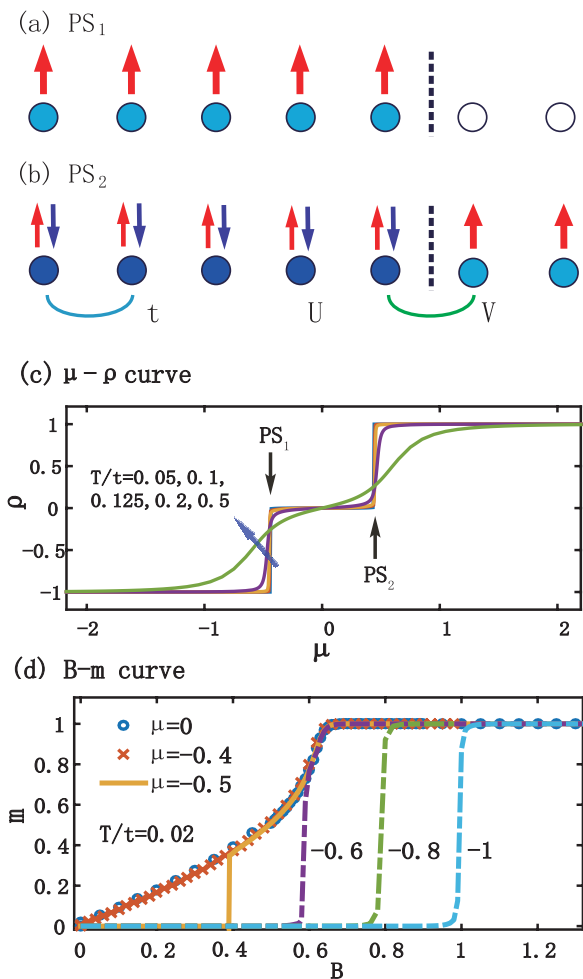 (a) PS₁
(b) PS₂
t U V
(c) μ-ρ curve
1
0.5
0
-0.5
-1
ρ
PS₁
T/t=0.05, 0.1,
0.125, 0.2, 0.5
PS₂
-2 -1 0 1 2
μ
(d) B-m curve
1
0.8
0.6
0.4
0.2
0
m
μ=0
μ=-0.4
μ=-0.5
T/t=0.02
-0.6 -0.8 -1
0 0.2 0.4 0.6 0.8 1 1.2
B